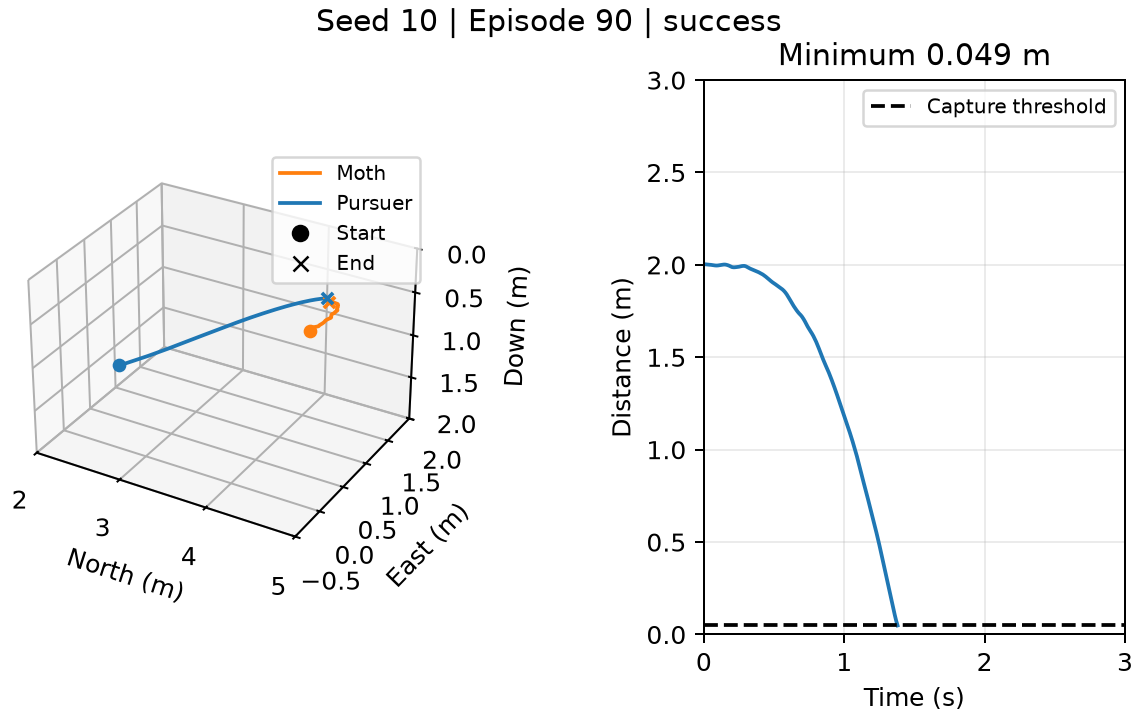 Seed 10 | Episode 90 | success
Moth
Pursuer
Start
End
0.0
0.5
1.0
1.5
2.0
Down (m)
2
3
4
5
North (m)
−0.5
0.0
0.5
1.0
1.5
2.0
East (m)
Minimum 0.049 m
Capture threshold
3.0
2.5
2.0
1.5
1.0
0.5
0.0
Distance (m)
0
1
2
3
Time (s)